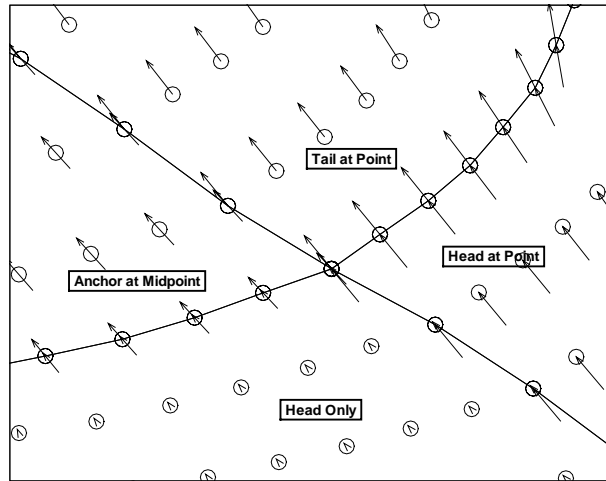 Tail at Point
Head at Point
Anchor at Midpoint
Head Only